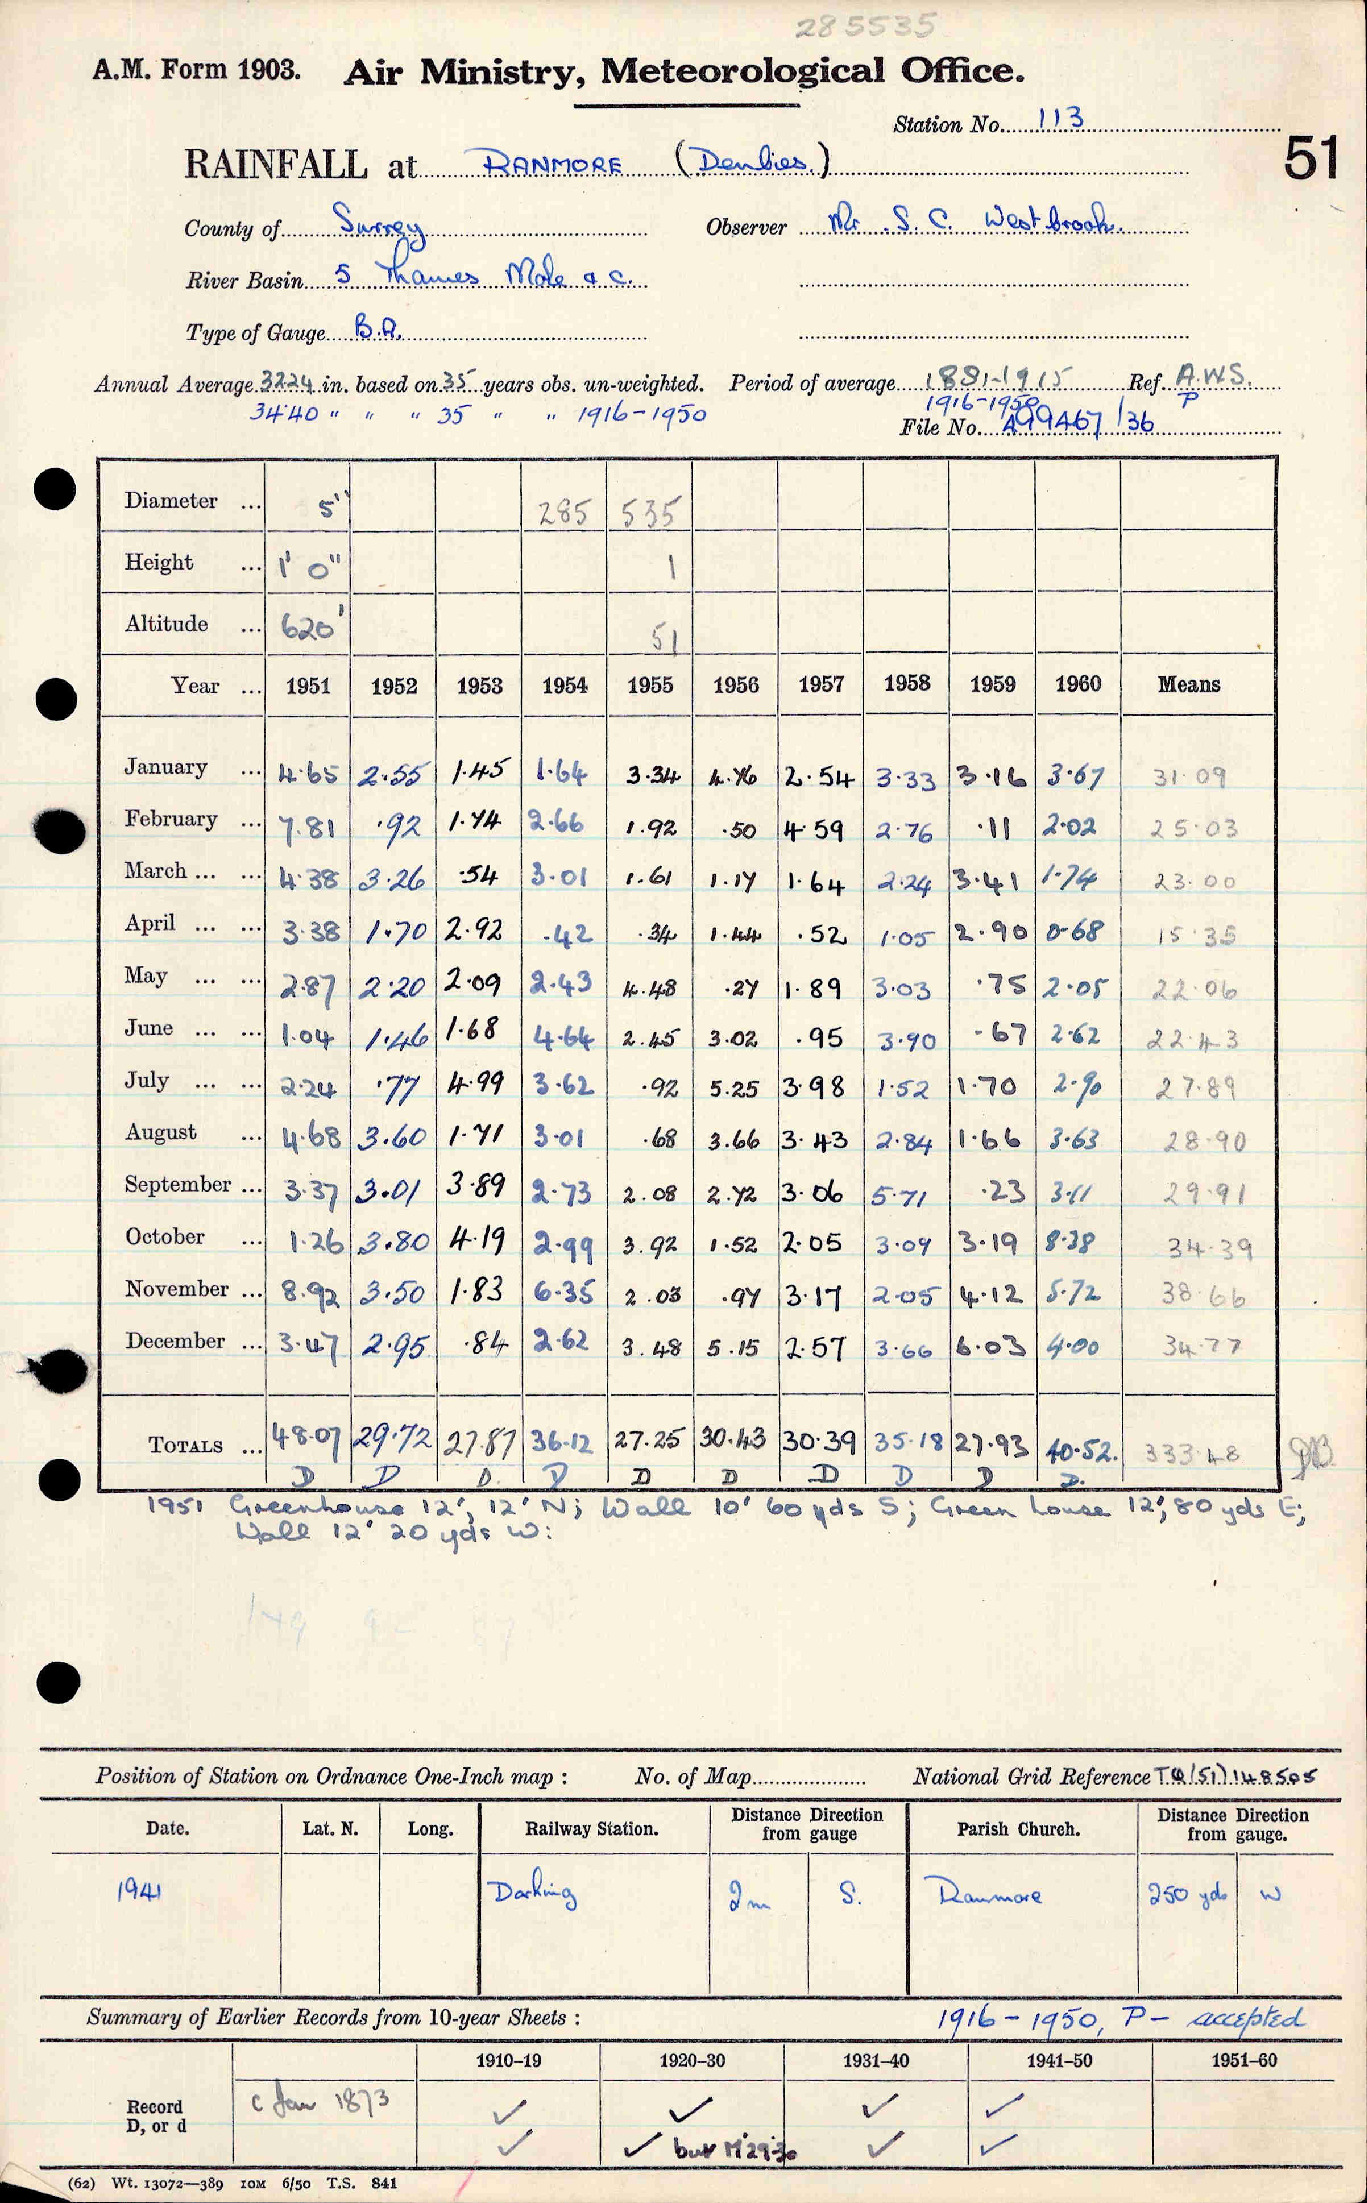 285535
A.M. Form 1903. Air Ministry, Meteorological Office.
Station No. 113
51
RAINFALL at RANMORE (Denbies.)
County of Surrey Observer Mr. S. C. Westbrook.
River Basin 5 Thames Mole & C.
Type of Gauge B.R.
Annual Average 32.24 in. based on 35 years obs. un-weighted. Period of average 1881-1915 Ref. A.W.S.
34.40 " " " 35 " " 1916-1950 1916-1950 P
File No. A99467/36
Diameter ... 5" 285 535
Height ... 1' 0" 1
Altitude ... 620' 51
Year ... 1951 1952 1953 1954 1955 1956 1957 1958 1959 1960 Means
January ... 4.65 2.55 1.45 1.64 3.34 4.76 2.54 3.33 3.16 3.67 31.09
February ... 7.81 .92 1.74 2.66 1.92 .50 4.59 2.76 .11 2.02 25.03
March ... ... 4.38 3.26 .54 3.01 1.61 1.17 1.64 2.24 3.41 1.74 23.00
April ... ... 3.38 1.70 2.92 .42 .34 1.44 .52 1.05 2.90 0.68 15.35
May ... ... 2.87 2.20 2.09 2.43 4.48 .27 1.89 3.03 .75 2.05 22.06
June ... ... 1.04 1.46 1.68 4.64 2.45 3.02 .95 3.90 .67 2.62 22.43
July ... ... 2.24 .77 4.99 3.62 .92 5.25 3.98 1.52 1.70 2.90 27.89
August ... 4.68 3.60 1.71 3.01 .68 3.66 3.43 2.84 1.66 3.63 28.90
September ... 3.37 3.01 3.89 2.73 2.08 2.72 3.06 5.71 .23 3.11 29.91
October ... 1.26 3.80 4.19 2.99 3.92 1.52 2.05 3.09 3.19 8.38 34.39
November ... 8.92 3.50 1.83 6.35 2.03 .97 3.17 2.05 4.12 5.72 38.66
December ... 3.47 2.95 .84 2.62 3.48 5.15 2.57 3.66 6.03 4.00 34.77
TOTALS ... 48.07 29.72 27.87 36.12 27.25 30.43 30.39 35.18 27.93 40.52. 333.48
D D D. D D D D D D D.
1951 Greenhouse 12', 12' N; Wall 10' 60 yds S; Green house 12', 80 yds E;
Wall 12' 20 yds W:
Position of Station on Ordnance One-Inch map : No. of Map National Grid Reference TQ(51)148505
Date. Lat. N. Long. Railway Station. Distance Direction from gauge Parish Church. Distance Direction from gauge.
1941 Dorking 2m S. Ranmore 250 yds W
Summary of Earlier Records from 10-year Sheets : 1916-1950, P - accepted
1910–19 1920–30 1931–40 1941–50 1951–60
Record D, or d c Jan 1873 ✓ ✓ ✓ ✓
✓ ✓ but M 29-30 ✓ ✓
(62) Wt. 13072—389 10M 6/50 T.S. 841